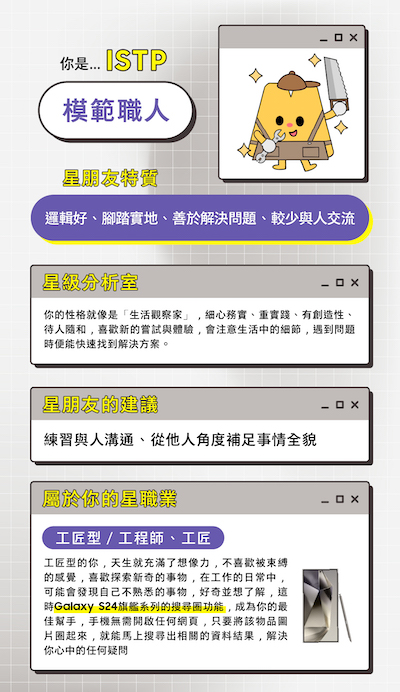 你是... ISTP
模範職人
星朋友特質
邏輯好、腳踏實地、善於解決問題、較少與人交流
星級分析室
你的性格就像是「生活觀察家」，細心務實、重實踐、有創造性、
待人隨和，喜歡新的嘗試與體驗，會注意生活中的細節，遇到問題
時便能快速找到解決方案。
星朋友的建議
練習與人溝通、從他人角度補足事情全貌
屬於你的星職業
工匠型 / 工程師、工匠
工匠型的你，天生就充滿了想像力，不喜歡被束縛
的感覺，喜歡探索新奇的事物，在工作的日常中，
可能會發現自己不熟悉的事物，好奇並想了解，這
時Galaxy S24旗艦系列的搜尋圈功能，成為你的最
佳幫手，手機無需開啟任何網頁，只要將該物品圖
片圈起來，就能馬上搜尋出相關的資料結果，解決
你心中的任何疑問